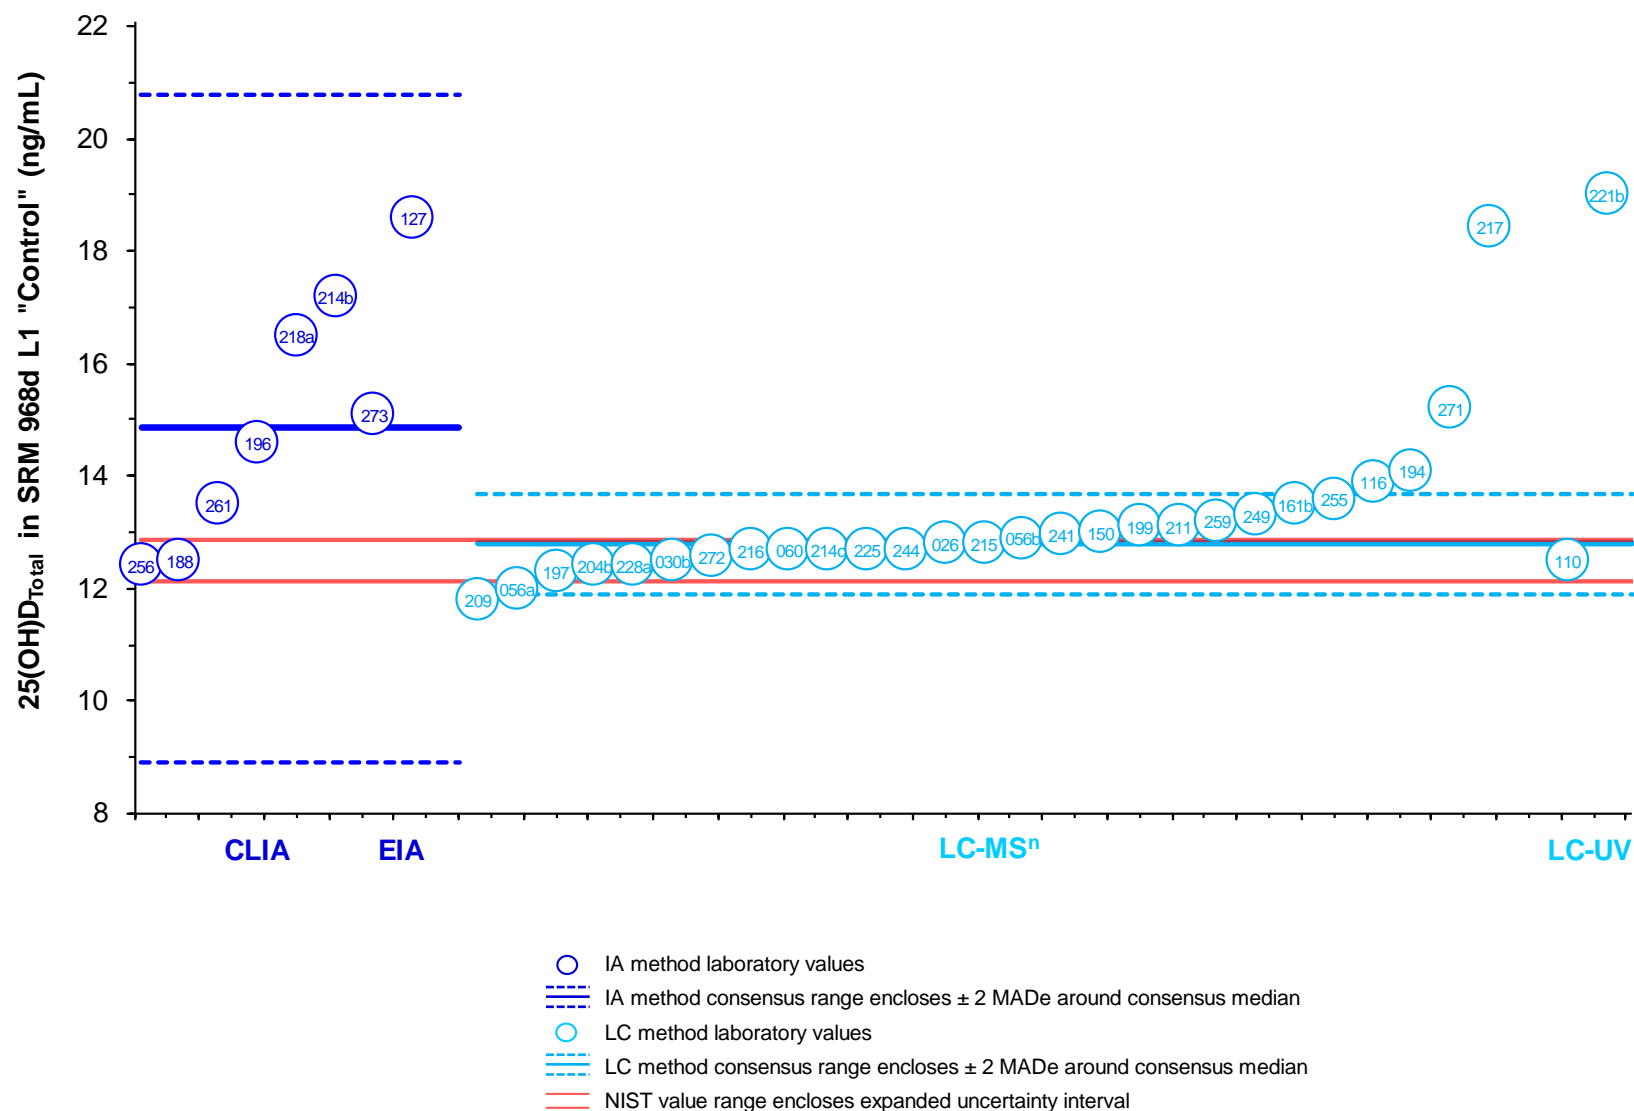 22
20
18
16
14
12
10
8
25(OH)D_Total in SRM 968d L1 "Control" (ng/mL)
256
188
261
196
218a
214b
273
127
209
056a
197
204b
228a
030b
272
216
060
214c
225
244
026
215
056b
241
150
199
211
259
249
161b
255
116
194
271
217
110
221b
CLIA
EIA
LC-MSⁿ
LC-UV
IA method laboratory values
IA method consensus range encloses ± 2 MADe around consensus median
LC method laboratory values
LC method consensus range encloses ± 2 MADe around consensus median
NIST value range encloses expanded uncertainty interval